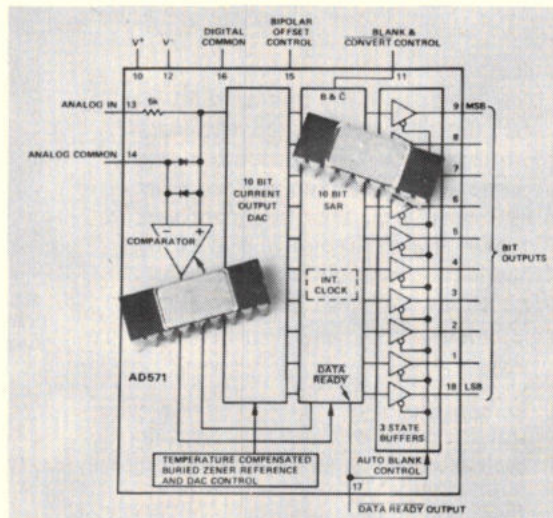 V+ V-
DIGITAL COMMON
BIPOLAR OFFSET CONTROL
BLANK & CONVERT CONTROL
10 12 16 15 11
ANALOG IN 13 5k
B & C
9 MSB
8
7
6
5
4
3
2
1
18 LSB
BIT OUTPUTS
ANALOG COMMON 14
10 BIT CURRENT OUTPUT DAC
10 BIT SAR
- +
COMPARATOR
INT. CLOCK
DATA READY
AD571
3 STATE BUFFERS
TEMPERATURE COMPENSATED
BURIED ZENER REFERENCE
AND DAC CONTROL
AUTO BLANK CONTROL
17
DATA READY OUTPUT